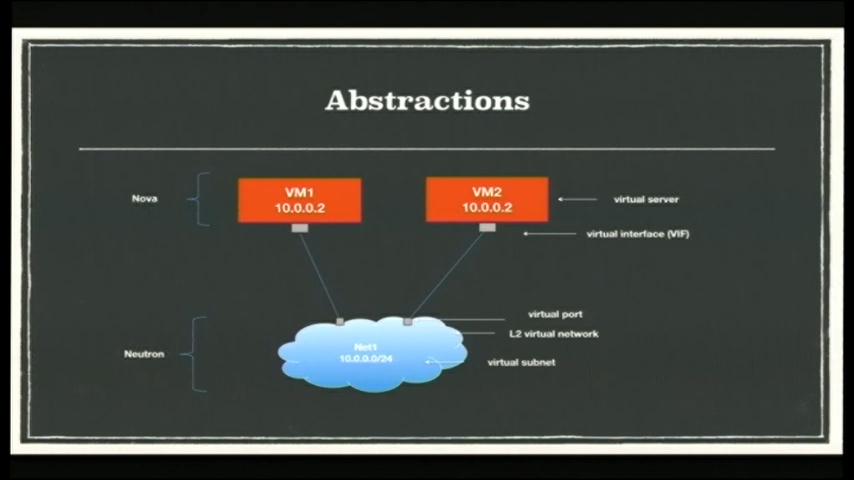 Abstractions
Nova
VM1
10.0.0.2
VM2
10.0.0.2
virtual server
virtual interface (VIF)
Neutron
Net1
10.0.0.0/24
virtual port
L2 virtual network
virtual subnet